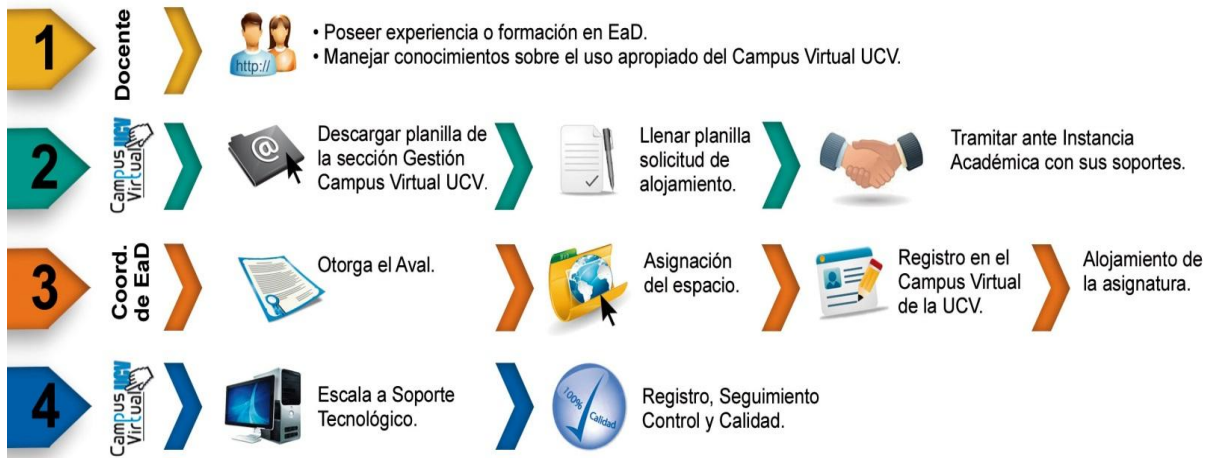 1
Docente
http://
• Poseer experiencia o formación en EaD.
• Manejar conocimientos sobre el uso apropiado del Campus Virtual UCV.
2
Campus UCV
Virtual
@
Descargar planilla de
la sección Gestión
Campus Virtual UCV.
Llenar planilla
solicitud de
alojamiento.
Tramitar ante Instancia
Académica con sus soportes.
3
Coord.
de EaD
Otorga el Aval.
Asignación
del espacio.
Registro en el
Campus Virtual
de la UCV.
Alojamiento de
la asignatura.
4
Campus UCV
Virtual
Escala a Soporte
Tecnológico.
100%
Calidad
Registro, Seguimiento
Control y Calidad.